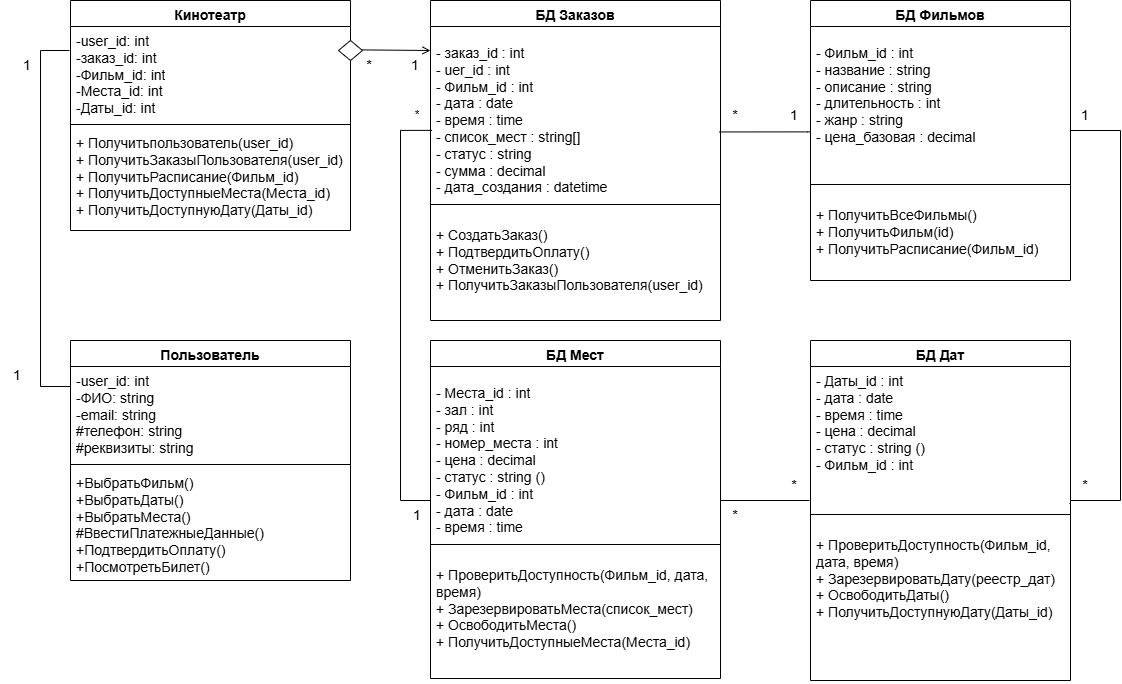 Кинотеатр
-user_id: int
-заказ_id: int
-Фильм_id: int
-Места_id: int
-Даты_id: int
+ Получитьпользователь(user_id)
+ ПолучитьЗаказыПользователя(user_id)
+ ПолучитьРасписание(Фильм_id)
+ ПолучитьДоступныеМеста(Места_id)
+ ПолучитьДоступнуюДату(Даты_id)
1
*
1
БД Заказов
- заказ_id : int
- uer_id : int
- Фильм_id : int
- дата : date
- время : time
- список_мест : string[]
- статус : string
- сумма : decimal
- дата_создания : datetime
+ СоздатьЗаказ()
+ ПодтвердитьОплату()
+ ОтменитьЗаказ()
+ ПолучитьЗаказыПользователя(user_id)
*
*
1
БД Фильмов
- Фильм_id : int
- название : string
- описание : string
- длительность : int
- жанр : string
- цена_базовая : decimal
+ ПолучитьВсеФильмы()
+ ПолучитьФильм(id)
+ ПолучитьРасписание(Фильм_id)
1
1
Пользователь
-user_id: int
-ФИО: string
-email: string
#телефон: string
#реквизиты: string
+ВыбратьФильм()
+ВыбратьДаты()
+ВыбратьМеста()
#ВвестиПлатежныеДанные()
+ПодтвердитьОплату()
+ПосмотретьБилет()
БД Мест
- Места_id : int
- зал : int
- ряд : int
- номер_места : int
- цена : decimal
- статус : string ()
- Фильм_id : int
- дата : date
- время : time
+ ПроверитьДоступность(Фильм_id, дата,
время)
+ ЗарезервироватьМеста(список_мест)
+ ОсвободитьМеста()
+ ПолучитьДоступныеМеста(Места_id)
1
*
*
БД Дат
- Даты_id : int
- дата : date
- время : time
- цена : decimal
- статус : string ()
- Фильм_id : int
+ ПроверитьДоступность(Фильм_id,
дата, время)
+ ЗарезервироватьДату(реестр_дат)
+ ОсвободитьДаты()
+ ПолучитьДоступнуюДату(Даты_id)
*